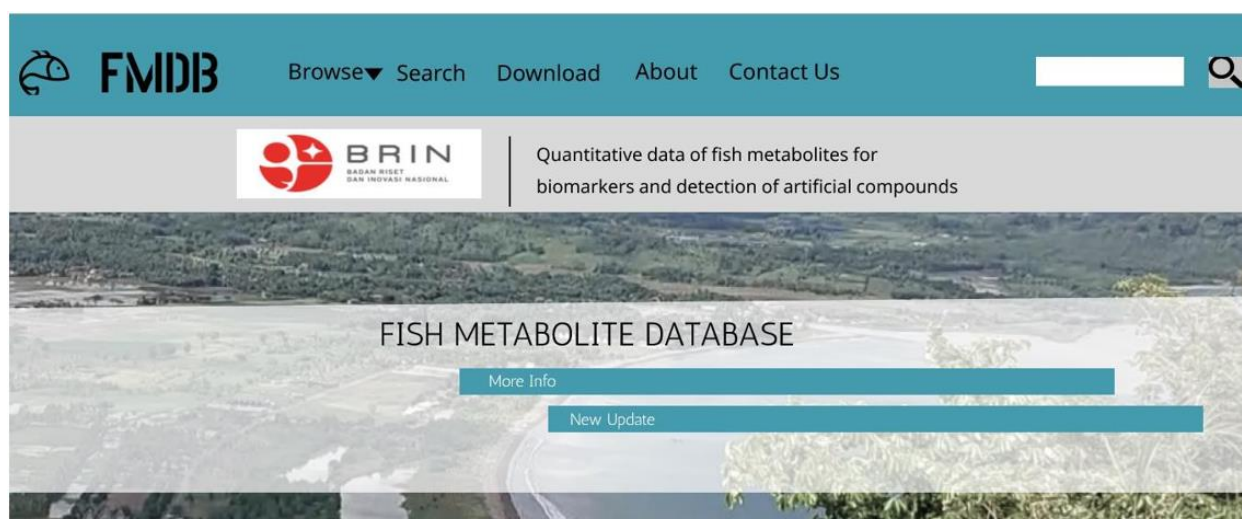 FMDB
Browse▼ Search Download About Contact Us
BRIN
BADAN RISET
DAN INOVASI NASIONAL
Quantitative data of fish metabolites for
biomarkers and detection of artificial compounds
FISH METABOLITE DATABASE
More Info
New Update